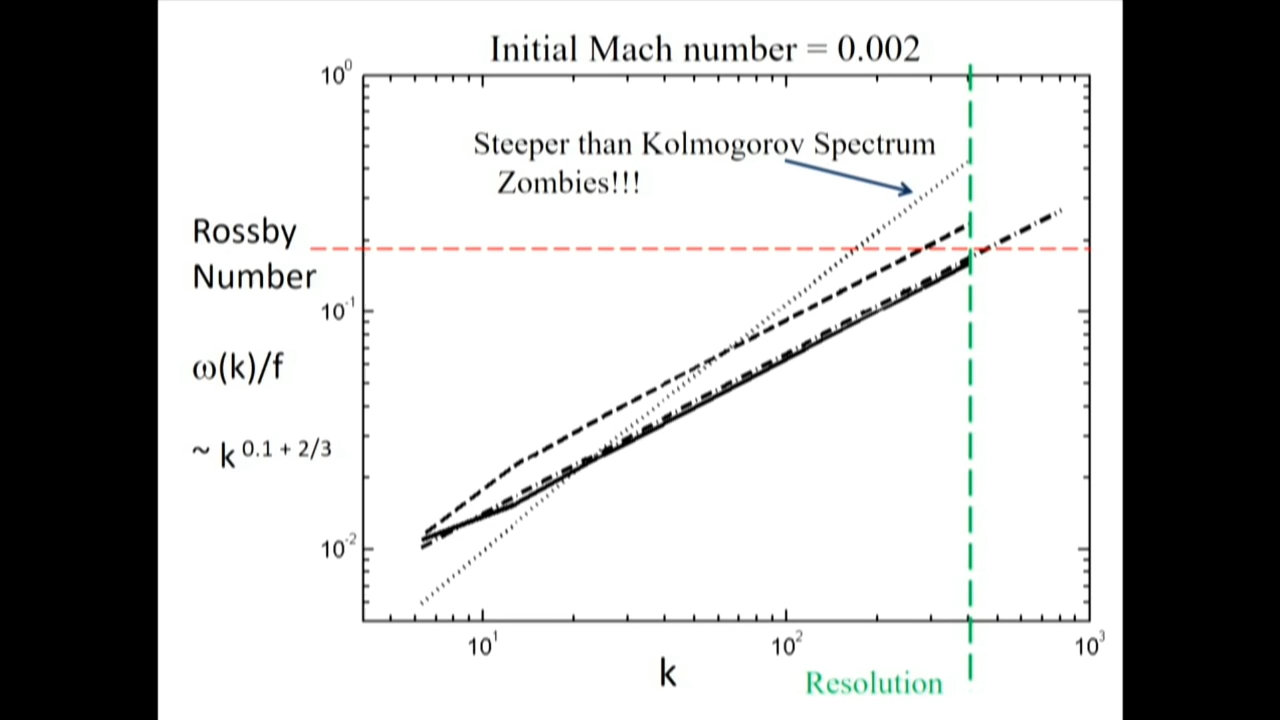 Initial Mach number = 0.002
10⁰
Steeper than Kolmogorov Spectrum
Zombies!!!
Rossby
Number
10⁻¹
ω(k)/f
~ k^0.1 + 2/3
10⁻²
10¹
10²
10³
k
Resolution